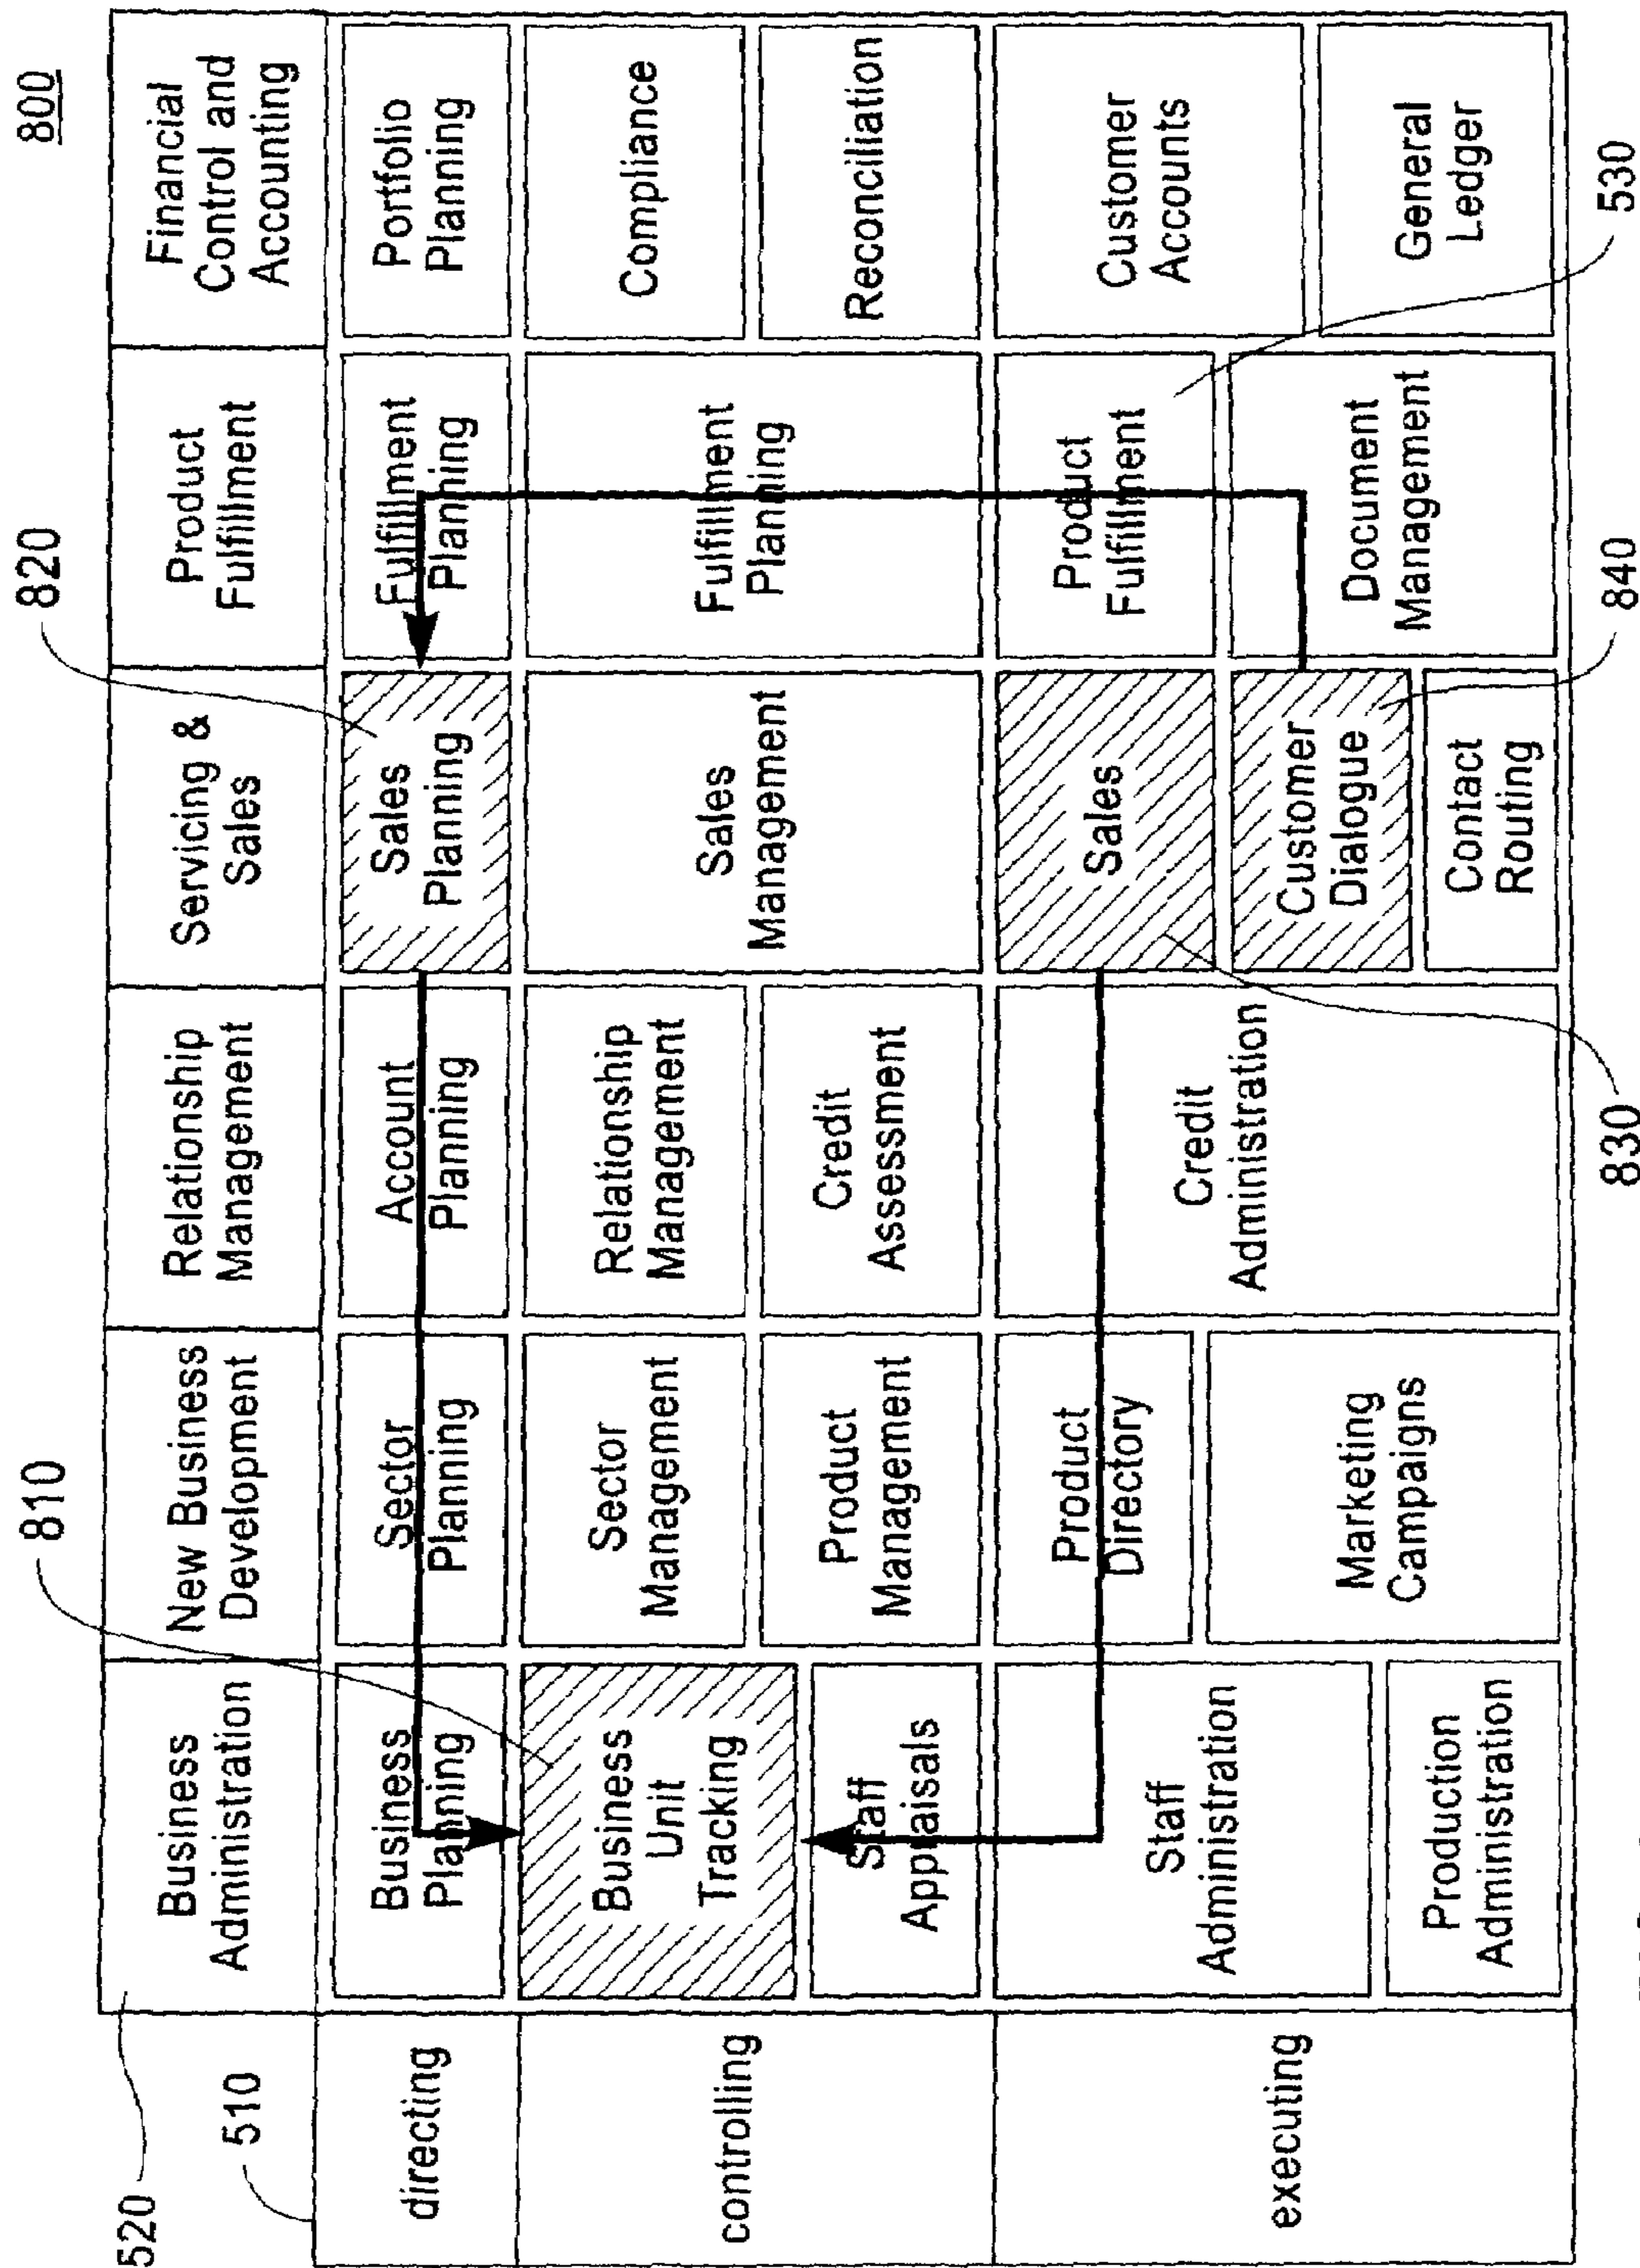 800
820
810
520
510
Business
Administration
New Business
Development
Relationship
Management
Servicing &
Sales
Product
Fulfillment
Financial
Control and
Accounting
directing
Business
Planning
Sector
Planning
Account
Planning
Sales
Planning
Fulfillment
Planning
Portfolio
Planning
controlling
Business
Unit
Tracking
Staff
Appraisals
Sector
Management
Product
Management
Relationship
Management
Credit
Assessment
Sales
Management
Fulfillment
Planning
Compliance
Reconciliation
executing
Staff
Administration
Production
Administration
Product
Directory
Marketing
Campaigns
Credit
Administration
Sales
Customer
Dialogue
Contact
Routing
Product
Fulfillment
Document
Management
Customer
Accounts
General
Ledger
830
840
530